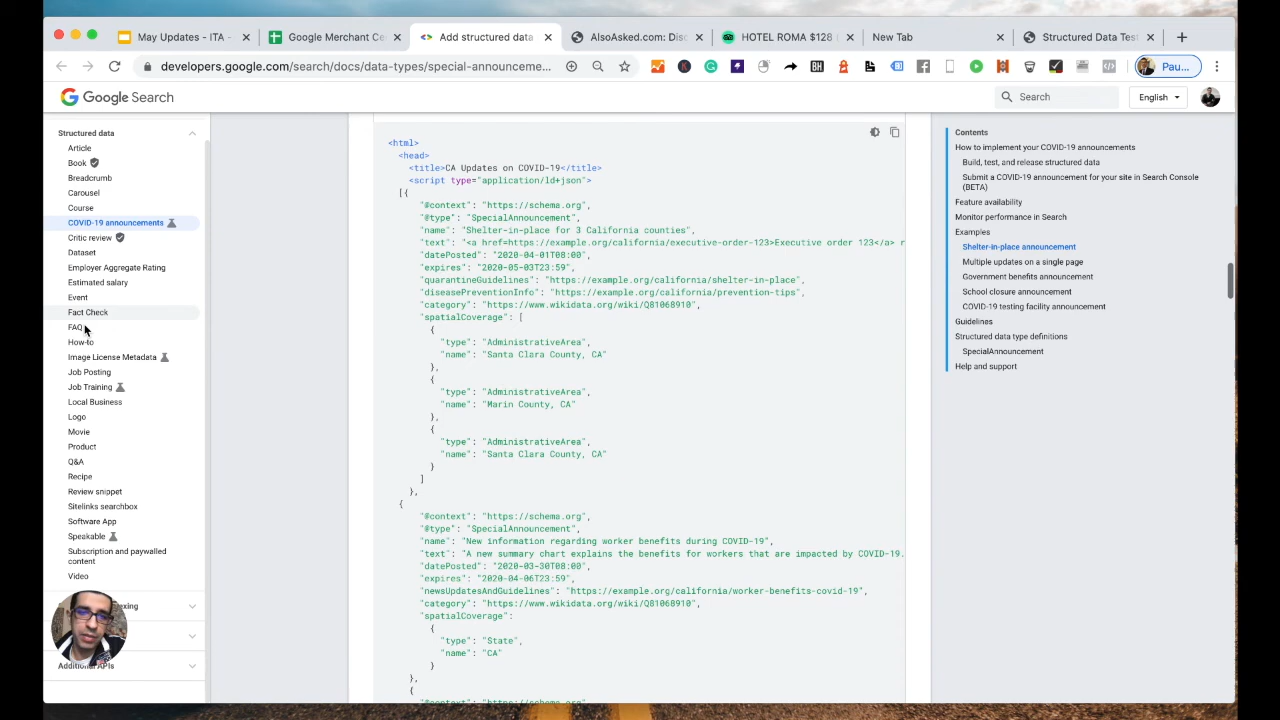 May Updates - ITA -
Google Merchant Ce
Add structured data
AlsoAsked.com: Disc
HOTEL ROMA $128
New Tab
Structured Data Test
developers.google.com/search/docs/data-types/special-announceme...
Pau...
Google Search
Search
English
Structured data
Article
Book
Breadcrumb
Carousel
Course
COVID-19 announcements
Critic review
Dataset
Employer Aggregate Rating
Estimated salary
Event
Fact Check
FAQ
How-to
Image License Metadata
Job Posting
Job Training
Local Business
Logo
Movie
Product
Q&A
Recipe
Review snippet
Sitelinks searchbox
Software App
Speakable
Subscription and paywalled
content
Video
exing
Additional APIs
<html>
<head>
<title>CA Updates on COVID-19</title>
<script type="application/ld+json">
[{
"@context": "https://schema.org",
"@type": "SpecialAnnouncement",
"name": "Shelter-in-place for 3 California counties",
"text": "<a href=https://example.org/california/executive-order-123>Executive order 123</a> r
"datePosted": "2020-04-01T08:00",
"expires": "2020-05-03T23:59",
"quarantineGuidelines": "https://example.org/california/shelter-in-place",
"diseasePreventionInfo": "https://example.org/california/prevention-tips",
"category": "https://www.wikidata.org/wiki/Q81068910",
"spatialCoverage": [
{
"type": "AdministrativeArea",
"name": "Santa Clara County, CA"
},
{
"type": "AdministrativeArea",
"name": "Marin County, CA"
},
{
"type": "AdministrativeArea",
"name": "Santa Clara County, CA"
}
]
},
{
"@context": "https://schema.org",
"@type": "SpecialAnnouncement",
"name": "New information regarding worker benefits during COVID-19",
"text": "A new summary chart explains the benefits for workers that are impacted by COVID-19.
"datePosted": "2020-03-30T08:00",
"expires": "2020-04-06T23:59",
"newsUpdatesAndGuidelines": "https://example.org/california/worker-benefits-covid-19",
"category": "https://www.wikidata.org/wiki/Q81068910",
"spatialCoverage":
{
"type": "State",
"name": "CA"
}
},
{
"@context": "https://schema.org
Contents
How to implement your COVID-19 announcements
Build, test, and release structured data
Submit a COVID-19 announcement for your site in Search Console
(BETA)
Feature availability
Monitor performance in Search
Examples
Shelter-in-place announcement
Multiple updates on a single page
Government benefits announcement
School closure announcement
COVID-19 testing facility announcement
Guidelines
Structured data type definitions
SpecialAnnouncement
Help and support